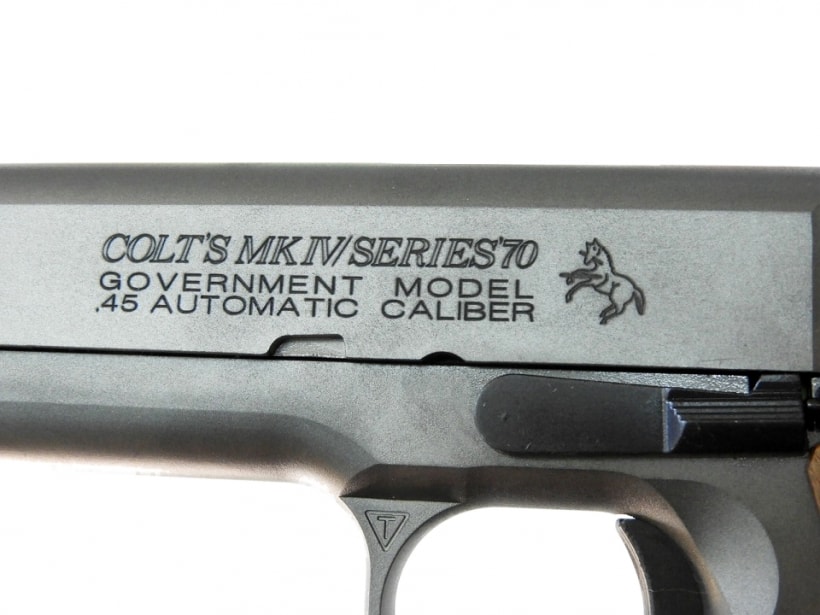 COLT'S MK IV/SERIES'70
GOVERNMENT MODEL
.45 AUTOMATIC CALIBER
T